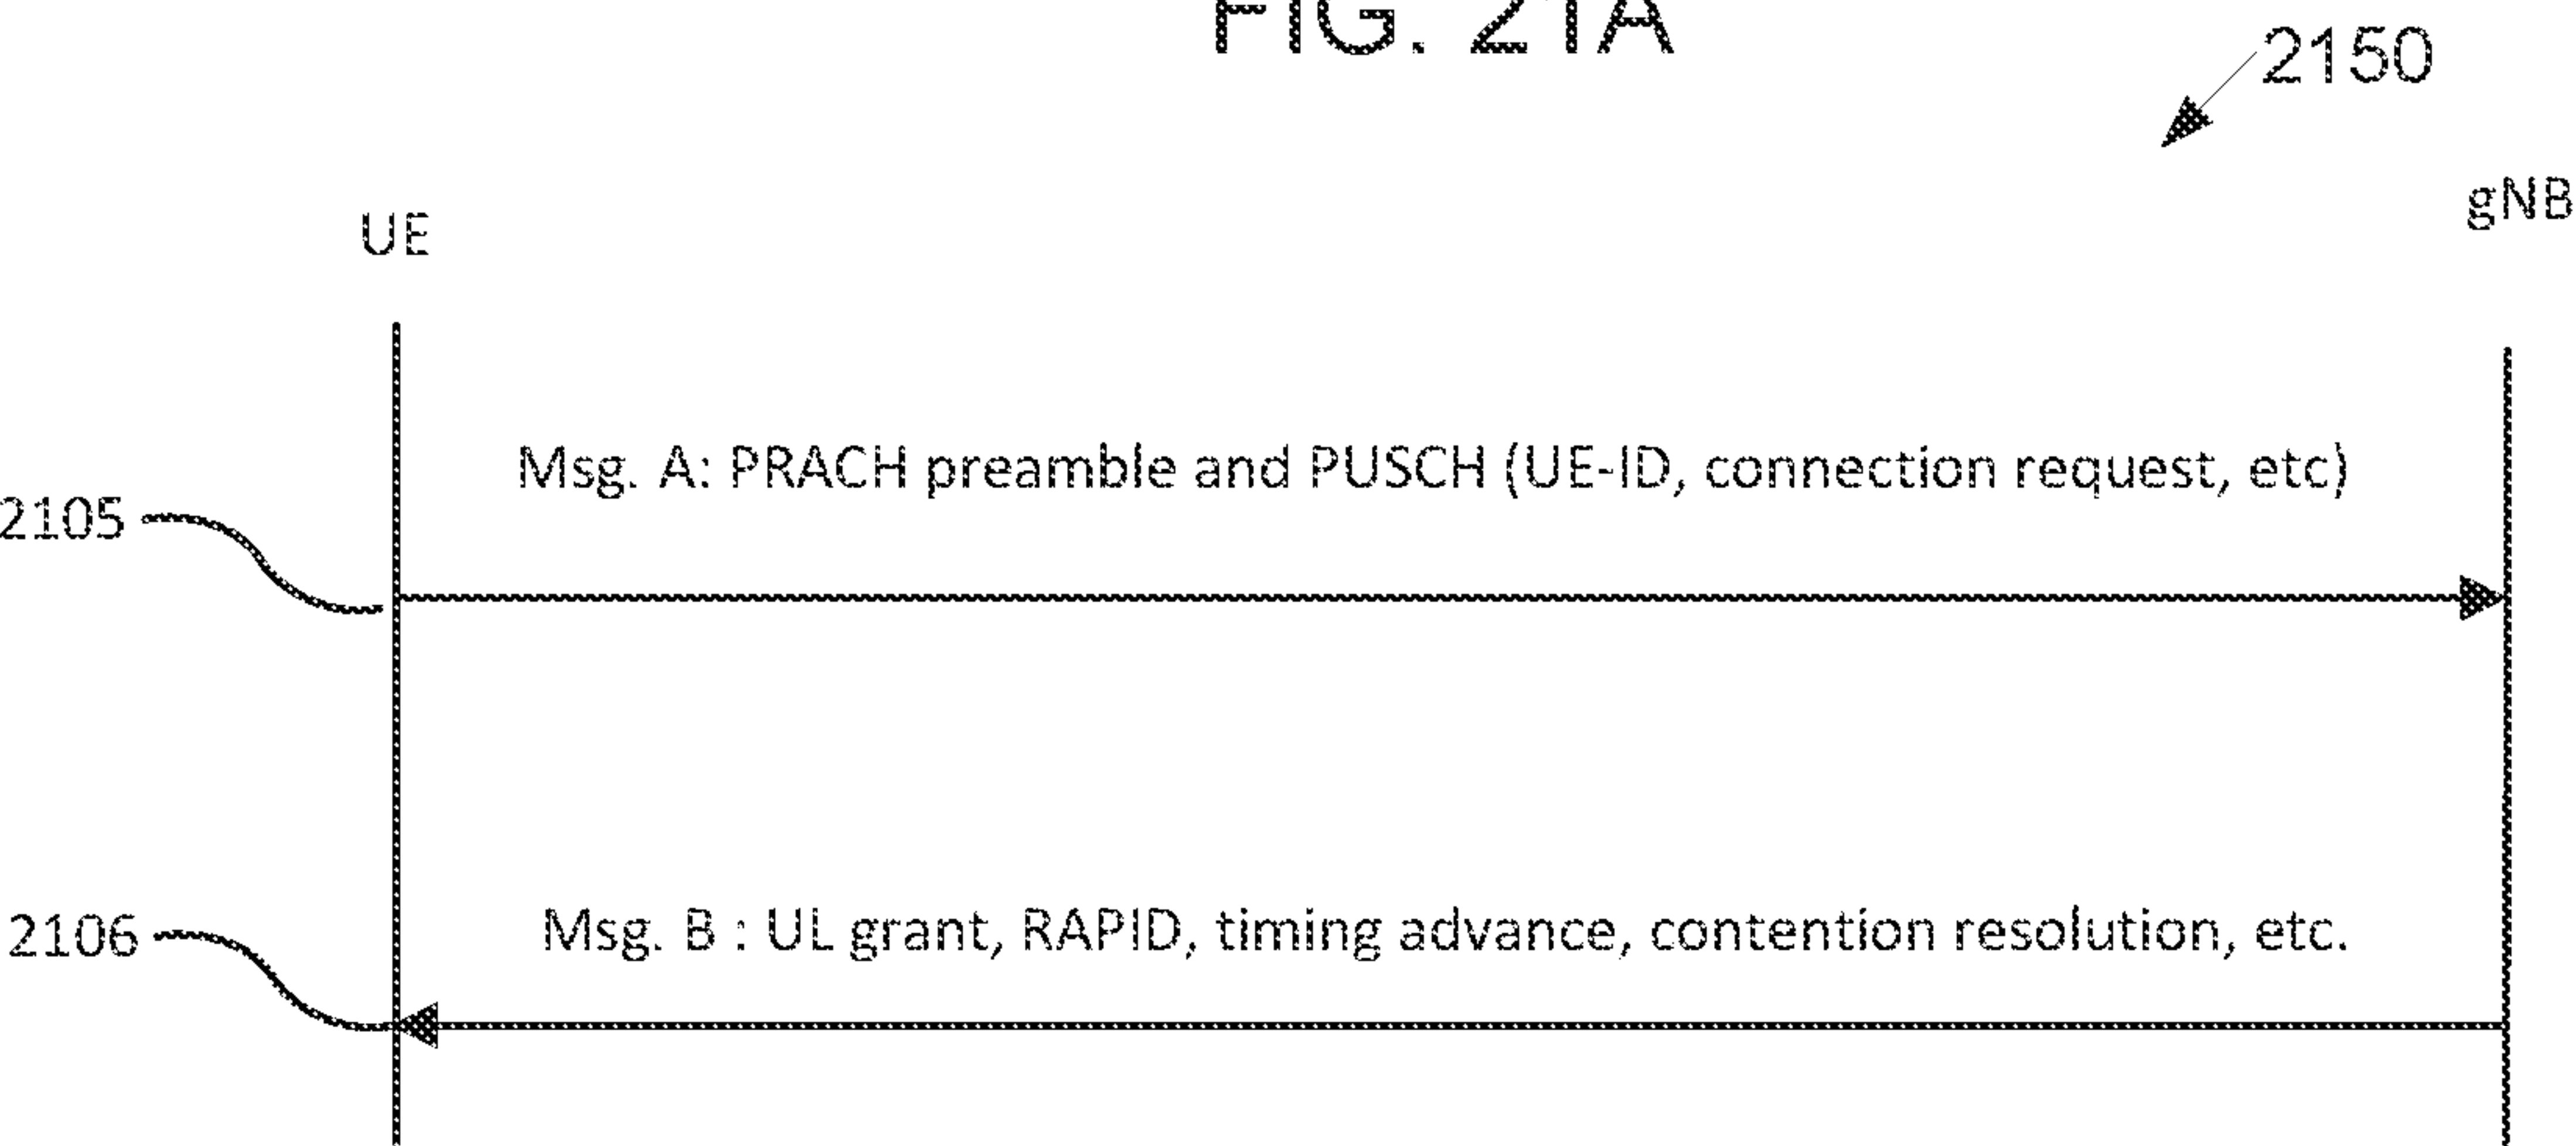 FIG. 21A
2150
UE
gNB
Msg. A: PRACH preamble and PUSCH (UE-ID, connection request, etc)
2105
Msg. B : UL grant, RAPID, timing advance, contention resolution, etc.
2106